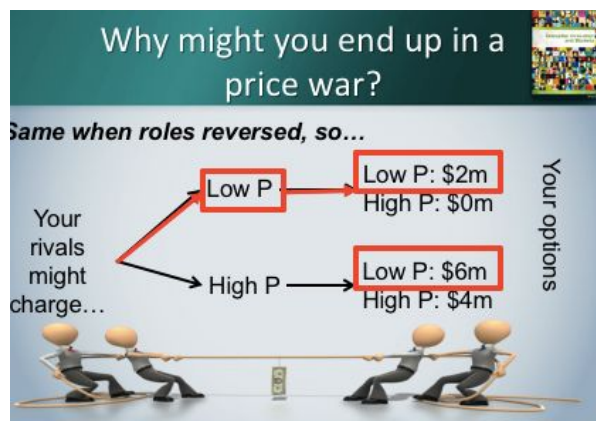 Why might you end up in a
price war?
Same when roles reversed, so...
Low P
Low P: $2m
High P: $0m
Your
rivals
might
charge...
High P
Low P: $6m
High P: $4m
Your options